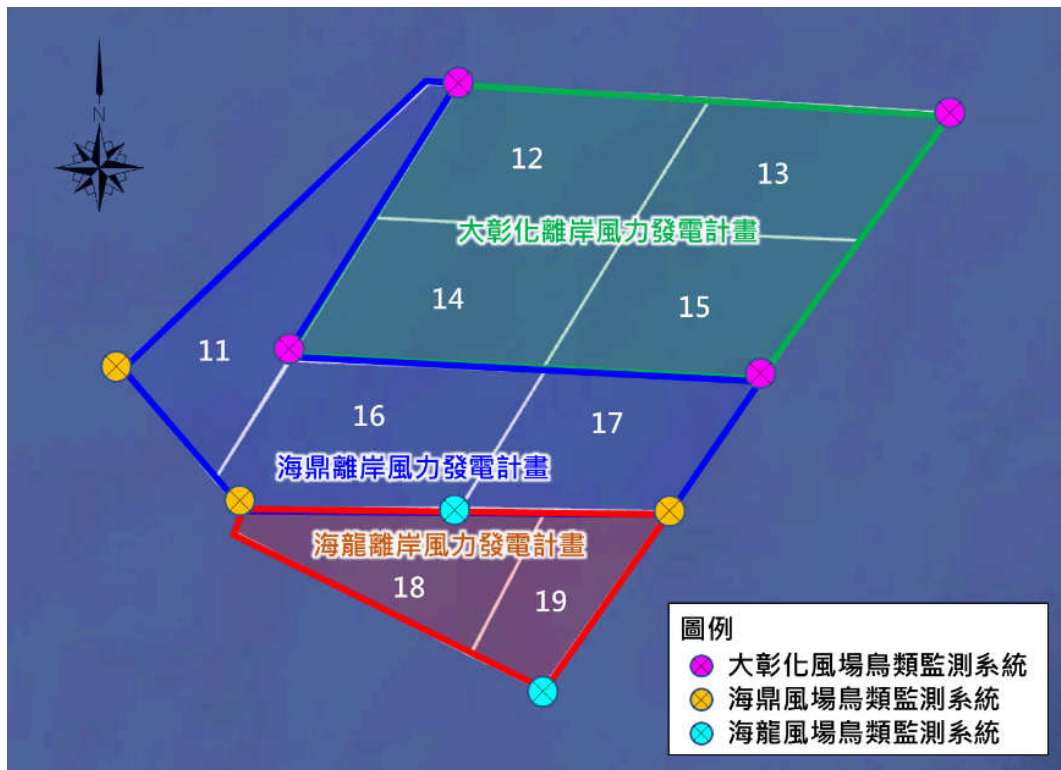 N
12
13
大彰化離岸風力發電計畫
14
15
11
16
17
海鼎離岸風力發電計畫
海龍離岸風力發電計畫
18
19
圖例
大彰化風場鳥類監測系統
海鼎風場鳥類監測系統
海龍風場鳥類監測系統